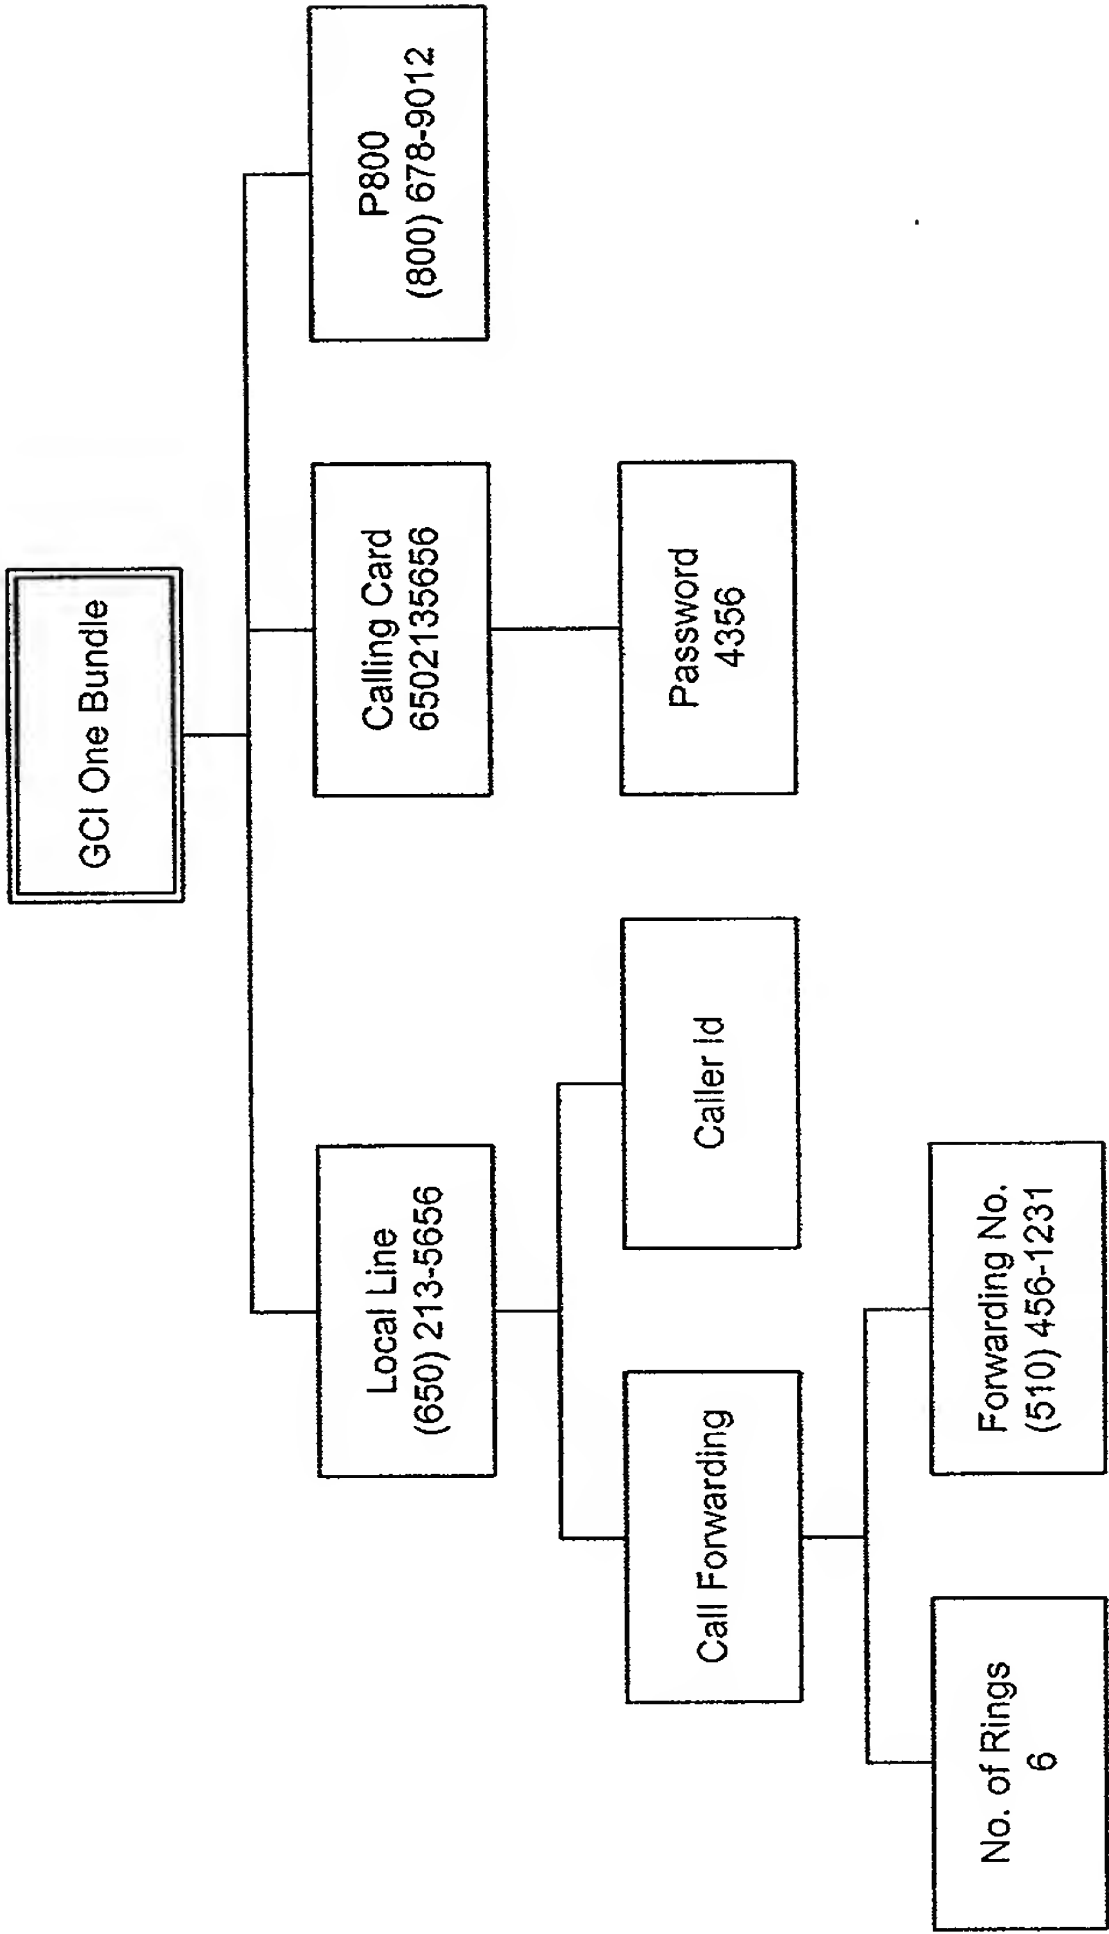 GCI One Bundle
Local Line
(650) 213-5656
Calling Card
6502135656
P800
(800) 678-9012
Call Forwarding
Caller Id
Password
4356
No. of Rings
6
Forwarding No.
(510) 456-1231